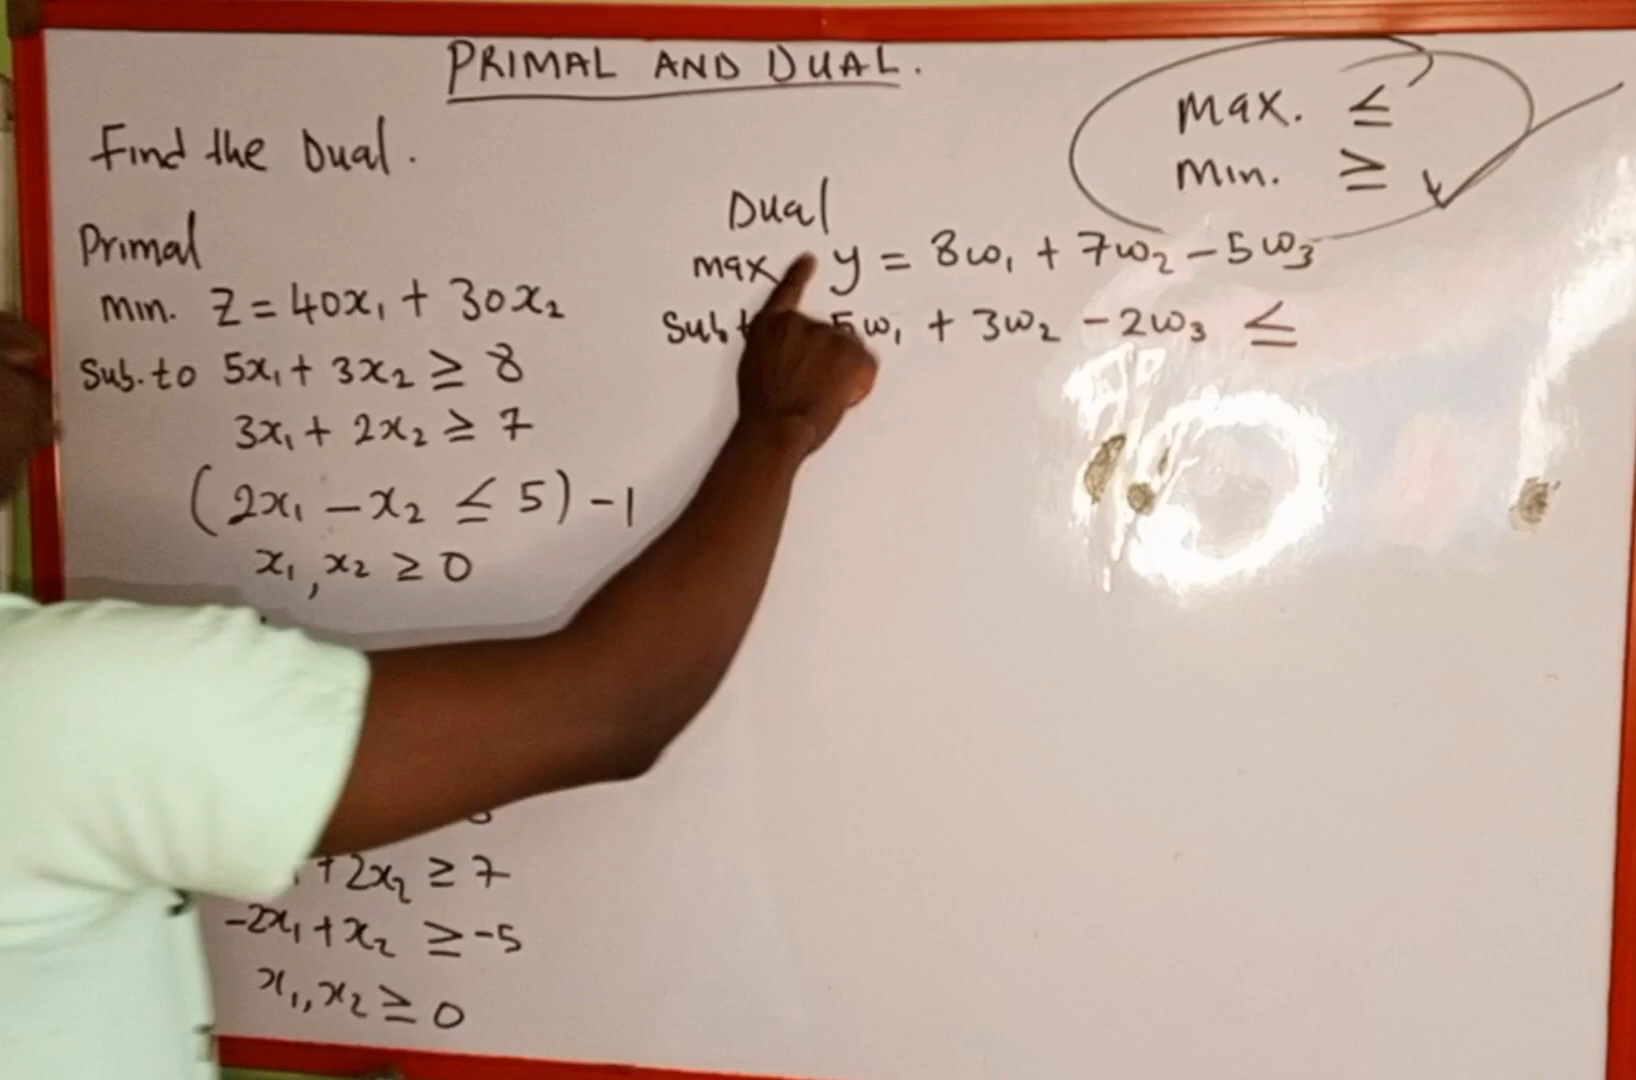 PRIMAL AND DUAL.
max. ≤
min. ≥
Find the Dual.
Primal
min. Z = 40x₁ + 30x₂
Sub. to 5x₁ + 3x₂ ≥ 8
3x₁ + 2x₂ ≥ 7
(2x₁ - x₂ ≤ 5) -1
x₁, x₂ ≥ 0
+ 2x₂ ≥ 7
-2x₁ + x₂ ≥ -5
x₁, x₂ ≥ 0
Dual
max y = 8w₁ + 7w₂ - 5w₃
Sub t 5w₁ + 3w₂ - 2w₃ ≤